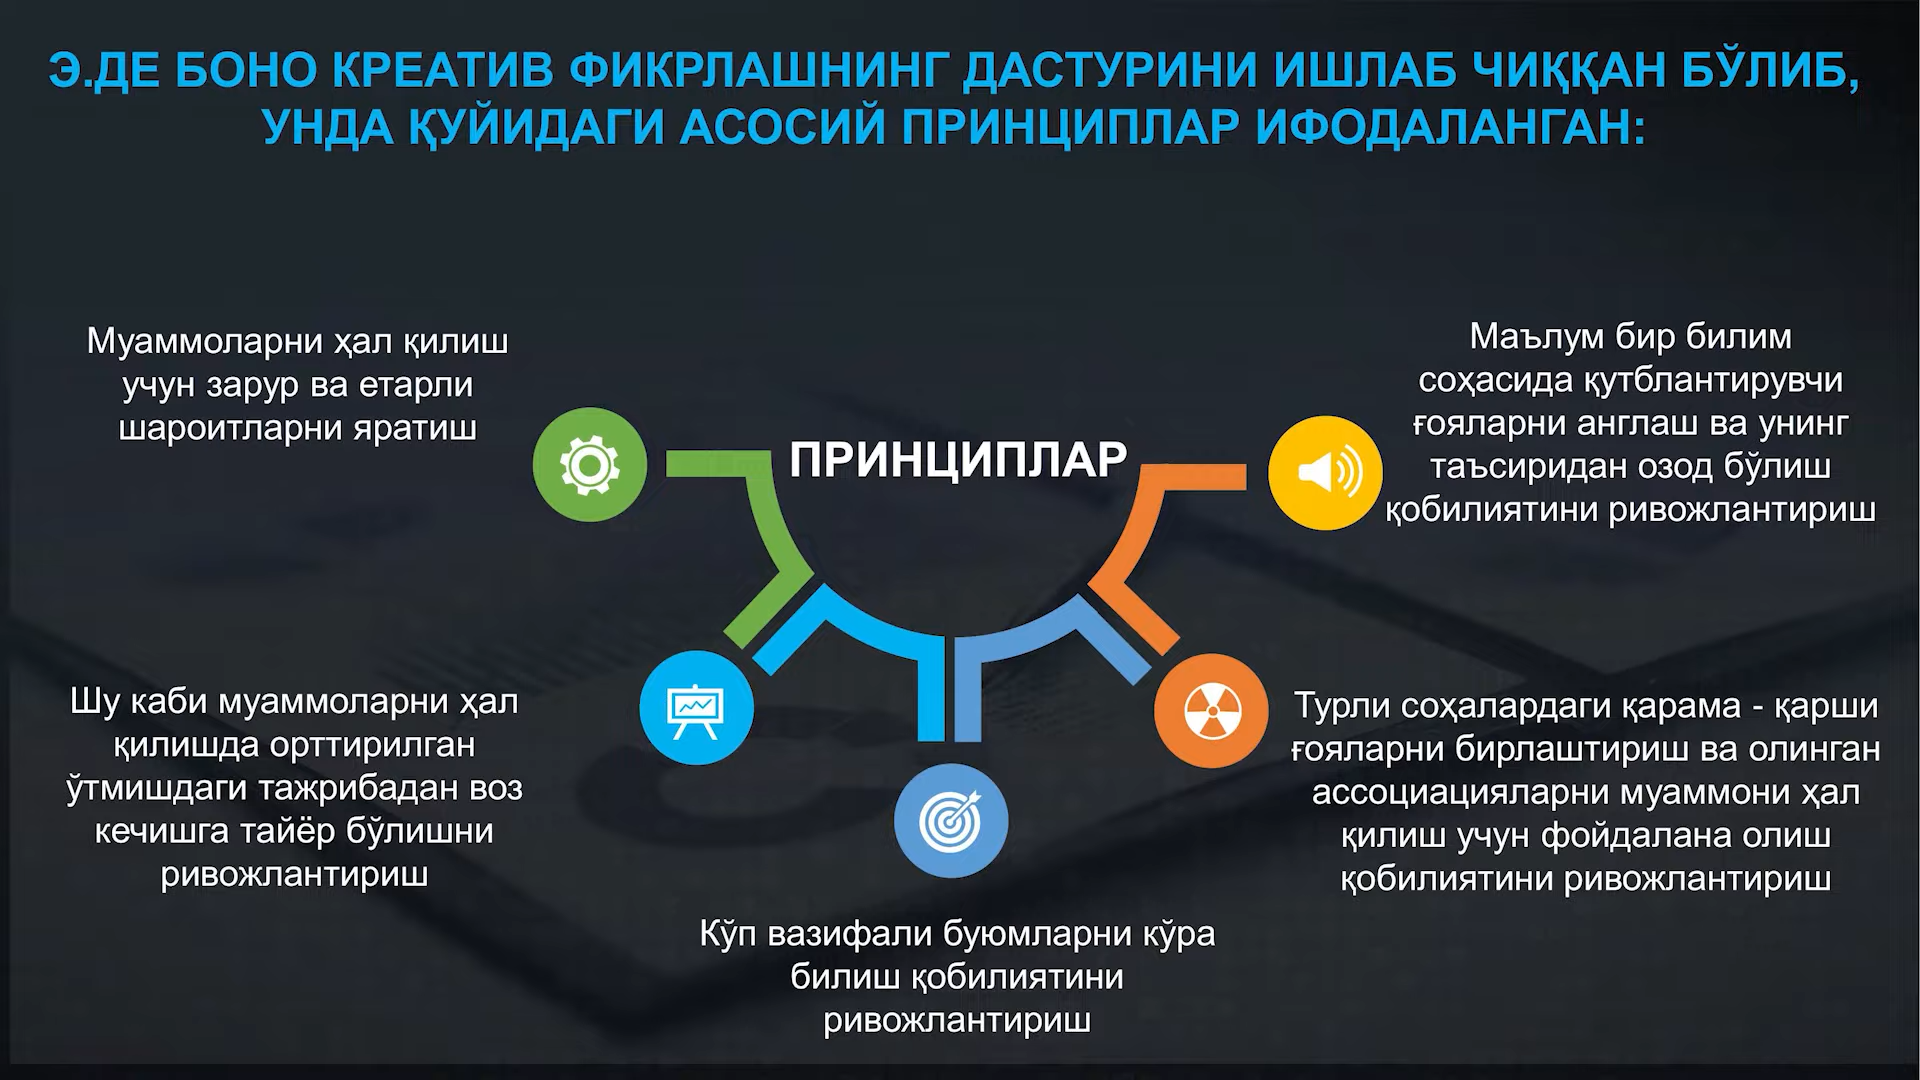 Э.ДЕ БОНО КРЕАТИВ ФИКРЛАШНИНГ ДАСТУРИНИ ИШЛАБ ЧИҚҚАН БЎЛИБ,
УНДА ҚУЙИДАГИ АСОСИЙ ПРИНЦИПЛАР ИФОДАЛАНГАН:
Муаммоларни ҳал қилиш
учун зарур ва етарли
шароитларни яратиш
Шу каби муаммоларни ҳал
қилишда орттирилган
ўтмишдаги тажрибадан воз
кечишга тайёр бўлишни
ривожлантириш
ПРИНЦИПЛАР
Кўп вазифали буюмларни кўра
билиш қобилиятини
ривожлантириш
Маълум бир билим
соҳасида қутблантирувчи
ғояларни англаш ва унинг
таъсиридан озод бўлиш
қобилиятини ривожлантириш
Турли соҳалардаги қарама - қарши
ғояларни бирлаштириш ва олинган
ассоциацияларни муаммони ҳал
қилиш учун фойдалана олиш
қобилиятини ривожлантириш